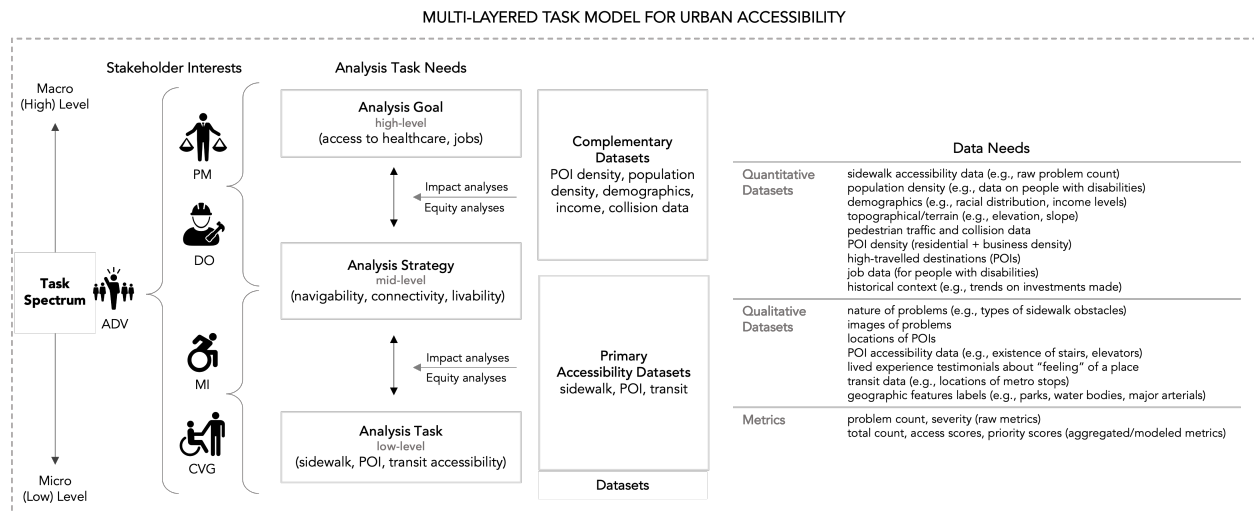 MULTI-LAYERED TASK MODEL FOR URBAN ACCESSIBILITY
Stakeholder Interests
Analysis Task Needs
Macro
(High) Level
Task
Spectrum
Micro
(Low) Level
ADV
PM
DO
MI
CVG
Analysis Goal
high-level
(access to healthcare, jobs)
Impact analyses
Equity analyses
Analysis Strategy
mid-level
(navigability, connectivity, livability)
Impact analyses
Equity analyses
Analysis Task
low-level
(sidewalk, POI, transit accessibility)
Complementary
Datasets
POI density, population
density, demographics,
income, collision data
Primary
Accessibility Datasets
sidewalk, POI, transit
Datasets
Data Needs
Quantitative
Datasets
sidewalk accessibility data (e.g., raw problem count)
population density (e.g., data on people with disabilities)
demographics (e.g., racial distribution, income levels)
topographical/terrain (e.g., elevation, slope)
pedestrian traffic and collision data
POI density (residential + business density)
high-travelled destinations (POIs)
job data (for people with disabilities)
historical context (e.g., trends on investments made)
Qualitative
Datasets
nature of problems (e.g., types of sidewalk obstacles)
images of problems
locations of POIs
POI accessibility data (e.g., existence of stairs, elevators)
lived experience testimonials about “feeling” of a place
transit data (e.g., locations of metro stops)
geographic features labels (e.g., parks, water bodies, major arterials)
Metrics
problem count, severity (raw metrics)
total count, access scores, priority scores (aggregated/modeled metrics)